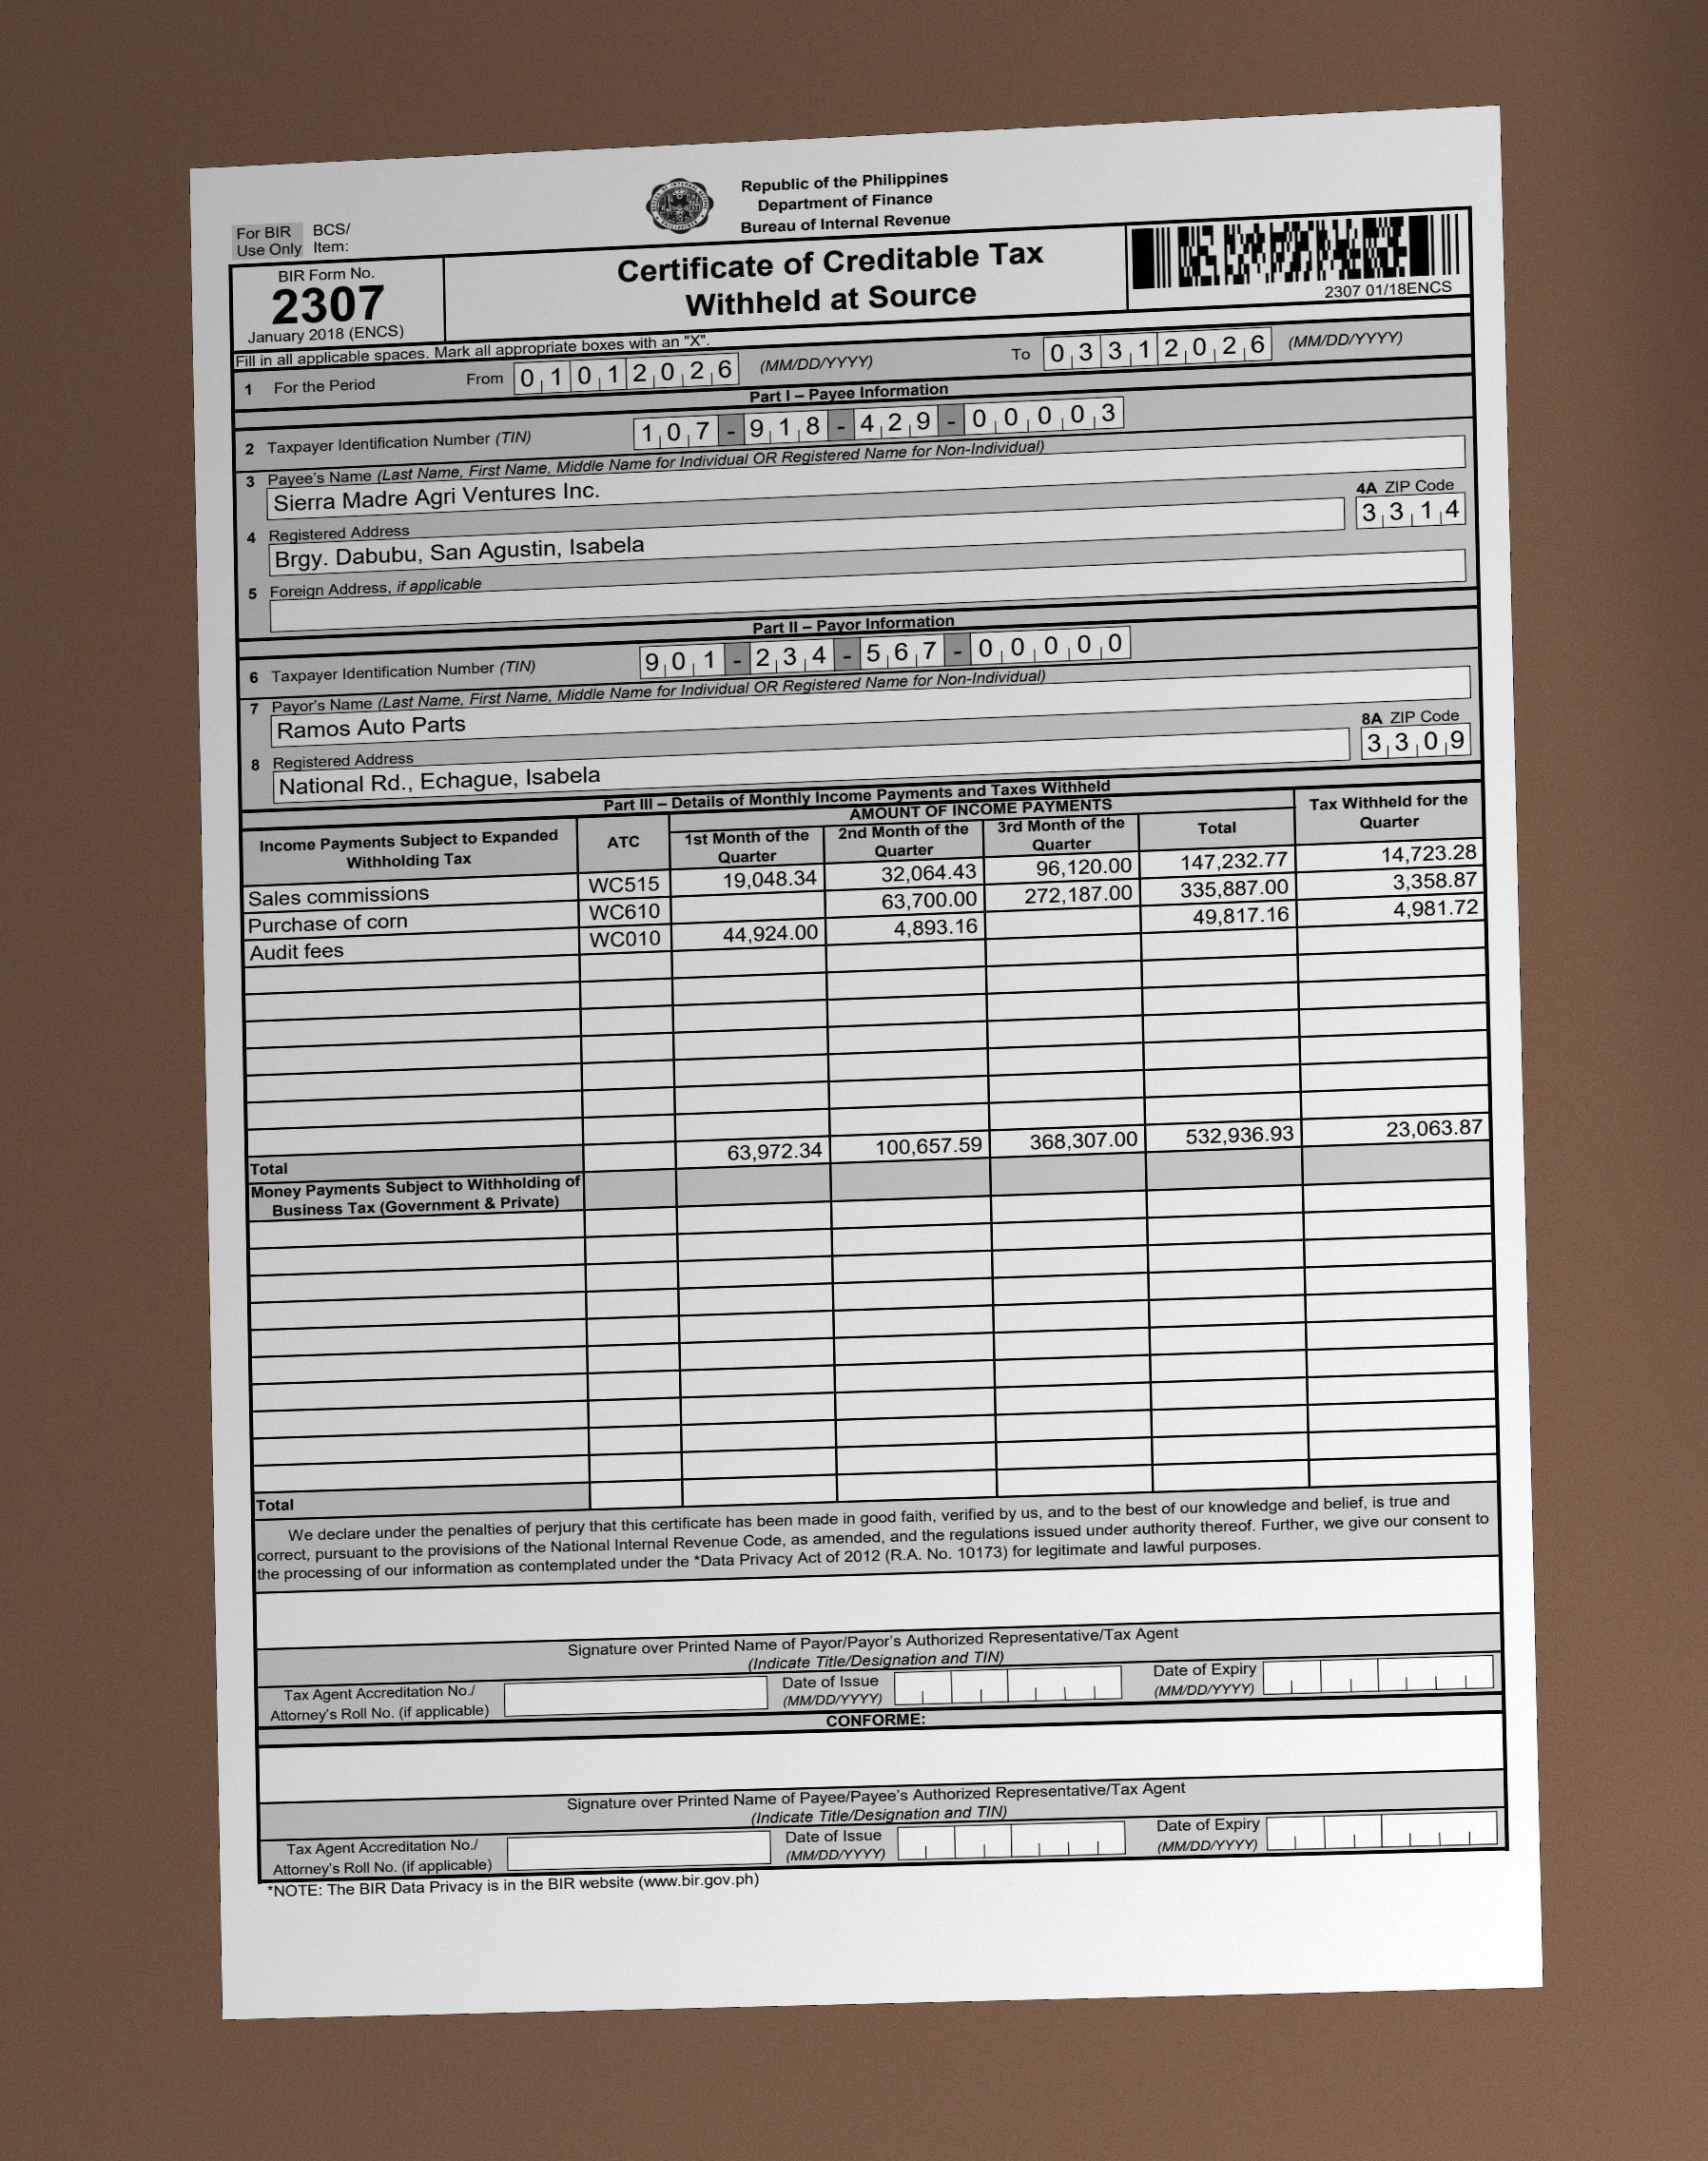 Republic of the Philippines
Department of Finance
Bureau of Internal Revenue
For BIR Use Only
BCS/ Item:
BIR Form No.
2307
January 2018 (ENCS)
Certificate of Creditable Tax
Withheld at Source
2307 01/18ENCS
Fill in all applicable spaces. Mark all appropriate boxes with an "X".
1 For the Period From 01012026 (MM/DD/YYYY) To 03312026 (MM/DD/YYYY)
Part I – Payee Information
2 Taxpayer Identification Number (TIN) 107 - 918 - 429 - 00003
3 Payee's Name (Last Name, First Name, Middle Name for Individual OR Registered Name for Non-Individual)
Sierra Madre Agri Ventures Inc.
4 Registered Address 4A ZIP Code
Brgy. Dabubu, San Agustin, Isabela 3314
5 Foreign Address, if applicable
Part II – Payor Information
6 Taxpayer Identification Number (TIN) 901 - 234 - 567 - 00000
7 Payor's Name (Last Name, First Name, Middle Name for Individual OR Registered Name for Non-Individual)
Ramos Auto Parts
8 Registered Address 8A ZIP Code
National Rd., Echague, Isabela 3309
Part III – Details of Monthly Income Payments and Taxes Withheld
Income Payments Subject to Expanded Withholding Tax
ATC
AMOUNT OF INCOME PAYMENTS
1st Month of the Quarter
2nd Month of the Quarter
3rd Month of the Quarter
Total
Tax Withheld for the Quarter
Sales commissions WC515 19,048.34 32,064.43 96,120.00 147,232.77 14,723.28
Purchase of corn WC610 63,700.00 272,187.00 335,887.00 3,358.87
Audit fees WC010 44,924.00 4,893.16 49,817.16 4,981.72
Total 63,972.34 100,657.59 368,307.00 532,936.93 23,063.87
Money Payments Subject to Withholding of
Business Tax (Government & Private)
Total
We declare under the penalties of perjury that this certificate has been made in good faith, verified by us, and to the best of our knowledge and belief, is true and
correct, pursuant to the provisions of the National Internal Revenue Code, as amended, and the regulations issued under authority thereof. Further, we give our consent to
the processing of our information as contemplated under the *Data Privacy Act of 2012 (R.A. No. 10173) for legitimate and lawful purposes.
Signature over Printed Name of Payor/Payor's Authorized Representative/Tax Agent
(Indicate Title/Designation and TIN)
Tax Agent Accreditation No./
Attorney's Roll No. (if applicable)
Date of Issue
(MM/DD/YYYY)
Date of Expiry
(MM/DD/YYYY)
CONFORME:
Signature over Printed Name of Payee/Payee's Authorized Representative/Tax Agent
(Indicate Title/Designation and TIN)
Tax Agent Accreditation No./
Attorney's Roll No. (if applicable)
Date of Issue
(MM/DD/YYYY)
Date of Expiry
(MM/DD/YYYY)
*NOTE: The BIR Data Privacy is in the BIR website (www.bir.gov.ph)